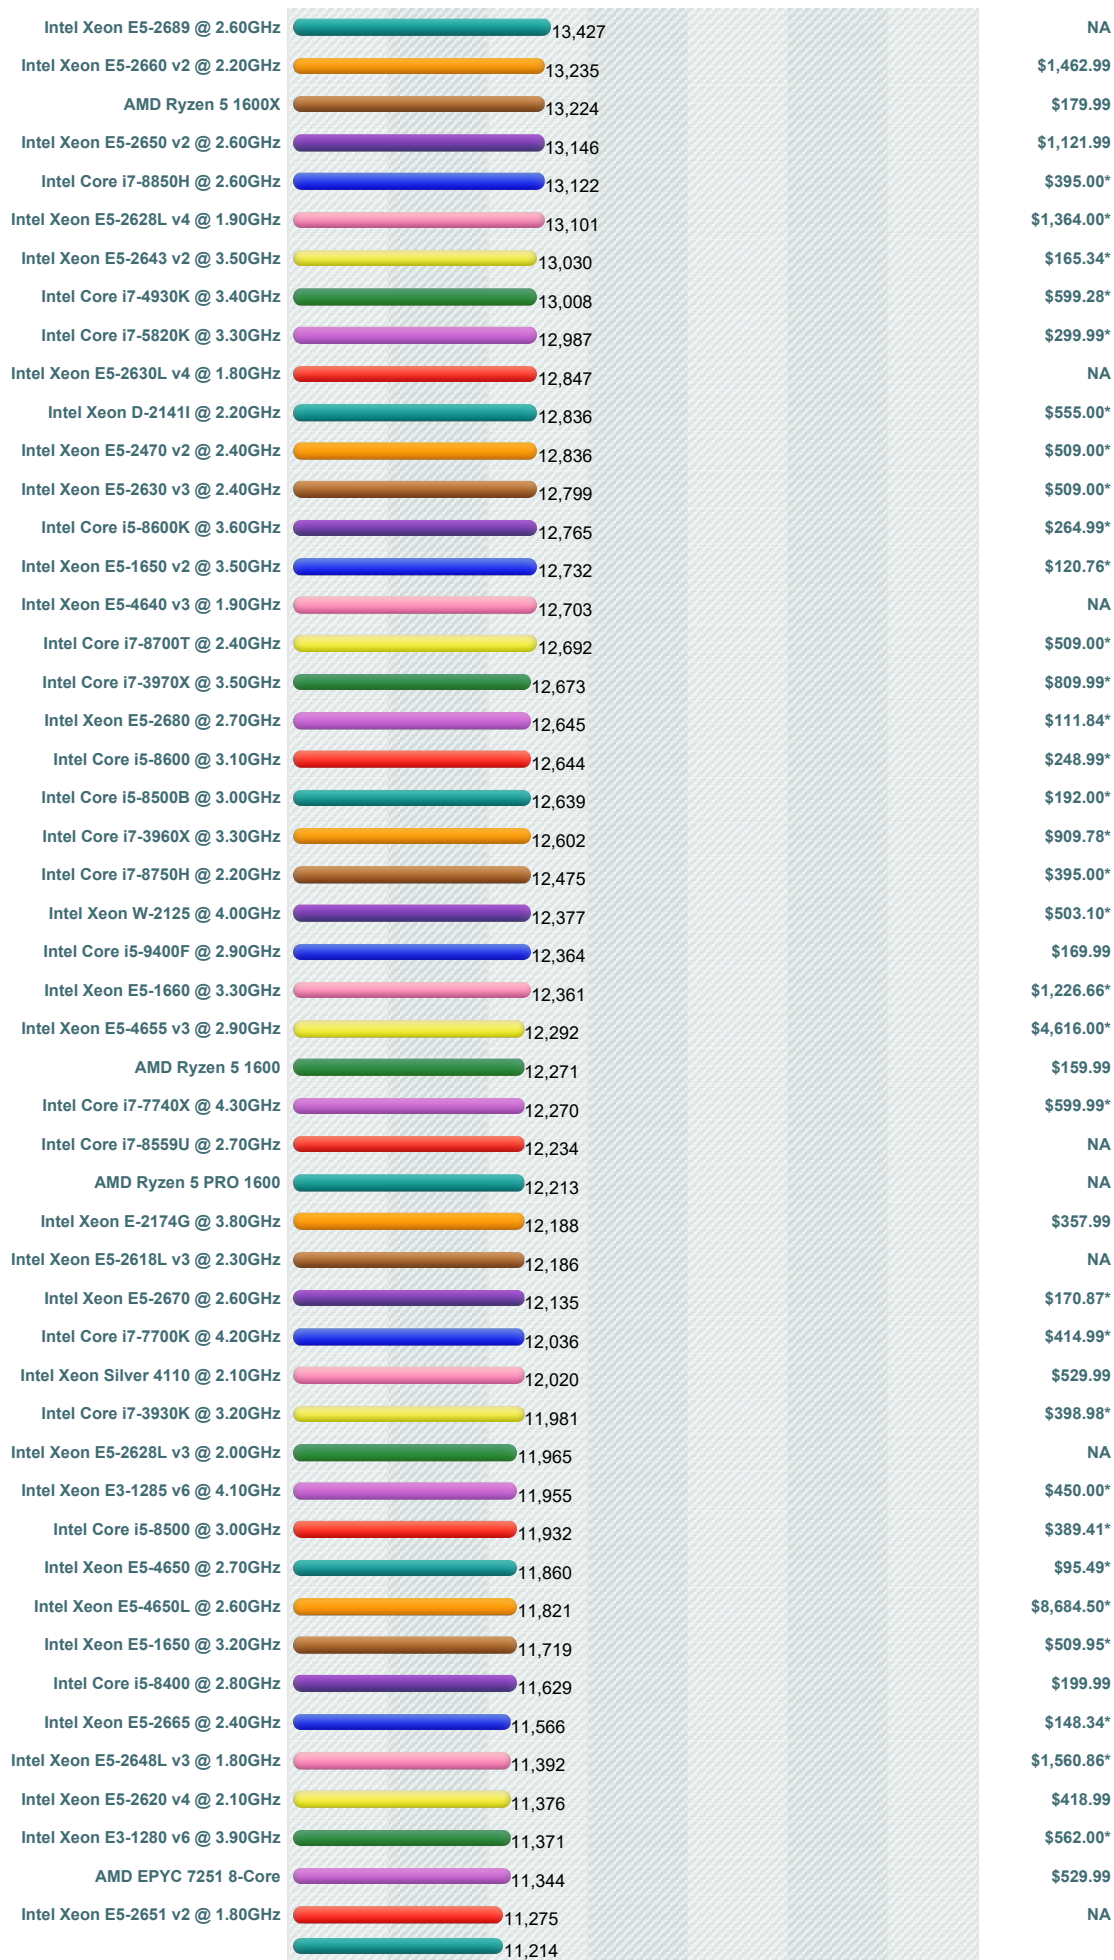 Intel Xeon E5-2689 @ 2.60GHz 13,427 NA
Intel Xeon E5-2660 v2 @ 2.20GHz 13,235 $1,462.99
AMD Ryzen 5 1600X 13,224 $179.99
Intel Xeon E5-2650 v2 @ 2.60GHz 13,146 $1,121.99
Intel Core i7-8850H @ 2.60GHz 13,122 $395.00*
Intel Xeon E5-2628L v4 @ 1.90GHz 13,101 $1,364.00*
Intel Xeon E5-2643 v2 @ 3.50GHz 13,030 $165.34*
Intel Core i7-4930K @ 3.40GHz 13,008 $599.28*
Intel Core i7-5820K @ 3.30GHz 12,987 $299.99*
Intel Xeon E5-2630L v4 @ 1.80GHz 12,847 NA
Intel Xeon D-2141I @ 2.20GHz 12,836 $555.00*
Intel Xeon E5-2470 v2 @ 2.40GHz 12,836 $509.00*
Intel Xeon E5-2630 v3 @ 2.40GHz 12,799 $509.00*
Intel Core i5-8600K @ 3.60GHz 12,765 $264.99*
Intel Xeon E5-1650 v2 @ 3.50GHz 12,732 $120.76*
Intel Xeon E5-4640 v3 @ 1.90GHz 12,703 NA
Intel Core i7-8700T @ 2.40GHz 12,692 $509.00*
Intel Core i7-3970X @ 3.50GHz 12,673 $809.99*
Intel Xeon E5-2680 @ 2.70GHz 12,645 $111.84*
Intel Core i5-8600 @ 3.10GHz 12,644 $248.99*
Intel Core i5-8500B @ 3.00GHz 12,639 $192.00*
Intel Core i7-3960X @ 3.30GHz 12,602 $909.78*
Intel Core i7-8750H @ 2.20GHz 12,475 $395.00*
Intel Xeon W-2125 @ 4.00GHz 12,377 $503.10*
Intel Core i5-9400F @ 2.90GHz 12,364 $169.99
Intel Xeon E5-1660 @ 3.30GHz 12,361 $1,226.66*
Intel Xeon E5-4655 v3 @ 2.90GHz 12,292 $4,616.00*
AMD Ryzen 5 1600 12,271 $159.99
Intel Core i7-7740X @ 4.30GHz 12,270 $599.99*
Intel Core i7-8559U @ 2.70GHz 12,234 NA
AMD Ryzen 5 PRO 1600 12,213 NA
Intel Xeon E-2174G @ 3.80GHz 12,188 $357.99
Intel Xeon E5-2618L v3 @ 2.30GHz 12,186 NA
Intel Xeon E5-2670 @ 2.60GHz 12,135 $170.87*
Intel Core i7-7700K @ 4.20GHz 12,036 $414.99*
Intel Xeon Silver 4110 @ 2.10GHz 12,020 $529.99
Intel Core i7-3930K @ 3.20GHz 11,981 $398.98*
Intel Xeon E5-2628L v3 @ 2.00GHz 11,965 NA
Intel Xeon E3-1285 v6 @ 4.10GHz 11,955 $450.00*
Intel Core i5-8500 @ 3.00GHz 11,932 $389.41*
Intel Xeon E5-4650 @ 2.70GHz 11,860 $95.49*
Intel Xeon E5-4650L @ 2.60GHz 11,821 $8,684.50*
Intel Xeon E5-1650 @ 3.20GHz 11,719 $509.95*
Intel Core i5-8400 @ 2.80GHz 11,629 $199.99
Intel Xeon E5-2665 @ 2.40GHz 11,566 $148.34*
Intel Xeon E5-2648L v3 @ 1.80GHz 11,392 $1,560.86*
Intel Xeon E5-2620 v4 @ 2.10GHz 11,376 $418.99
Intel Xeon E3-1280 v6 @ 3.90GHz 11,371 $562.00*
AMD EPYC 7251 8-Core 11,344 $529.99
Intel Xeon E5-2651 v2 @ 1.80GHz 11,275 NA
11,214